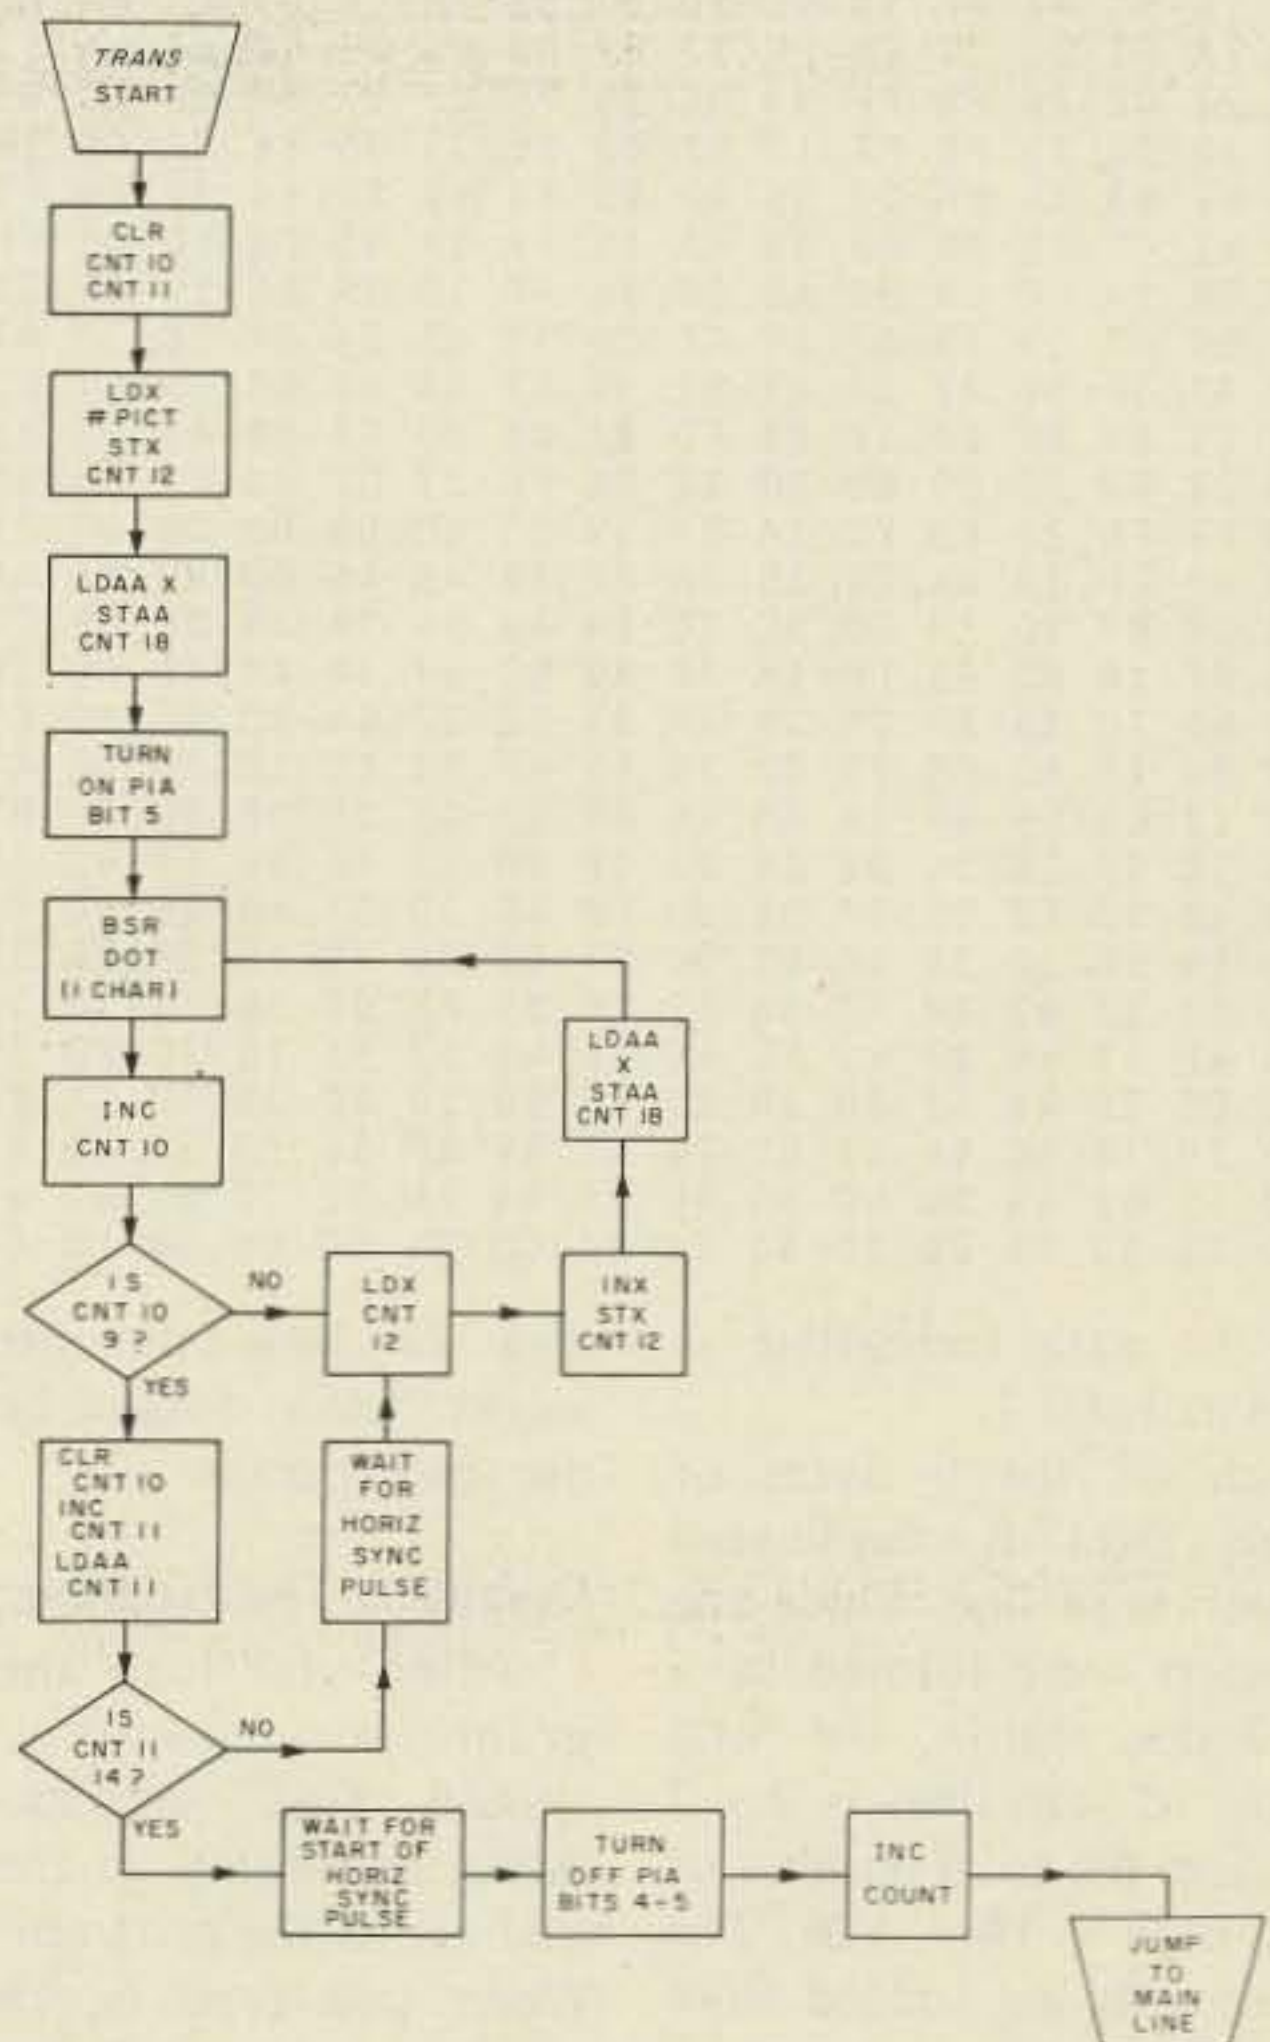 TRANS
START
CLR
CNT 10
CNT 11
LDX
# PICT
STX
CNT 12
LDAA X
STAA
CNT 18
TURN
ON PIA
BIT 5
BSR
DOT
(1 CHAR)
INC
CNT 10
IS
CNT 10
9 ?
NO
LDX
CNT
12
INX
STX
CNT 12
LDAA
X
STAA
CNT 18
YES
CLR
CNT 10
INC
CNT 11
LDAA
CNT 11
WAIT
FOR
HORIZ
SYNC
PULSE
IS
CNT 11
14 ?
NO
YES
WAIT FOR
START OF
HORIZ
SYNC
PULSE
TURN
OFF PIA
BITS 4-5
INC
COUNT
JUMP
TO
MAIN
LINE